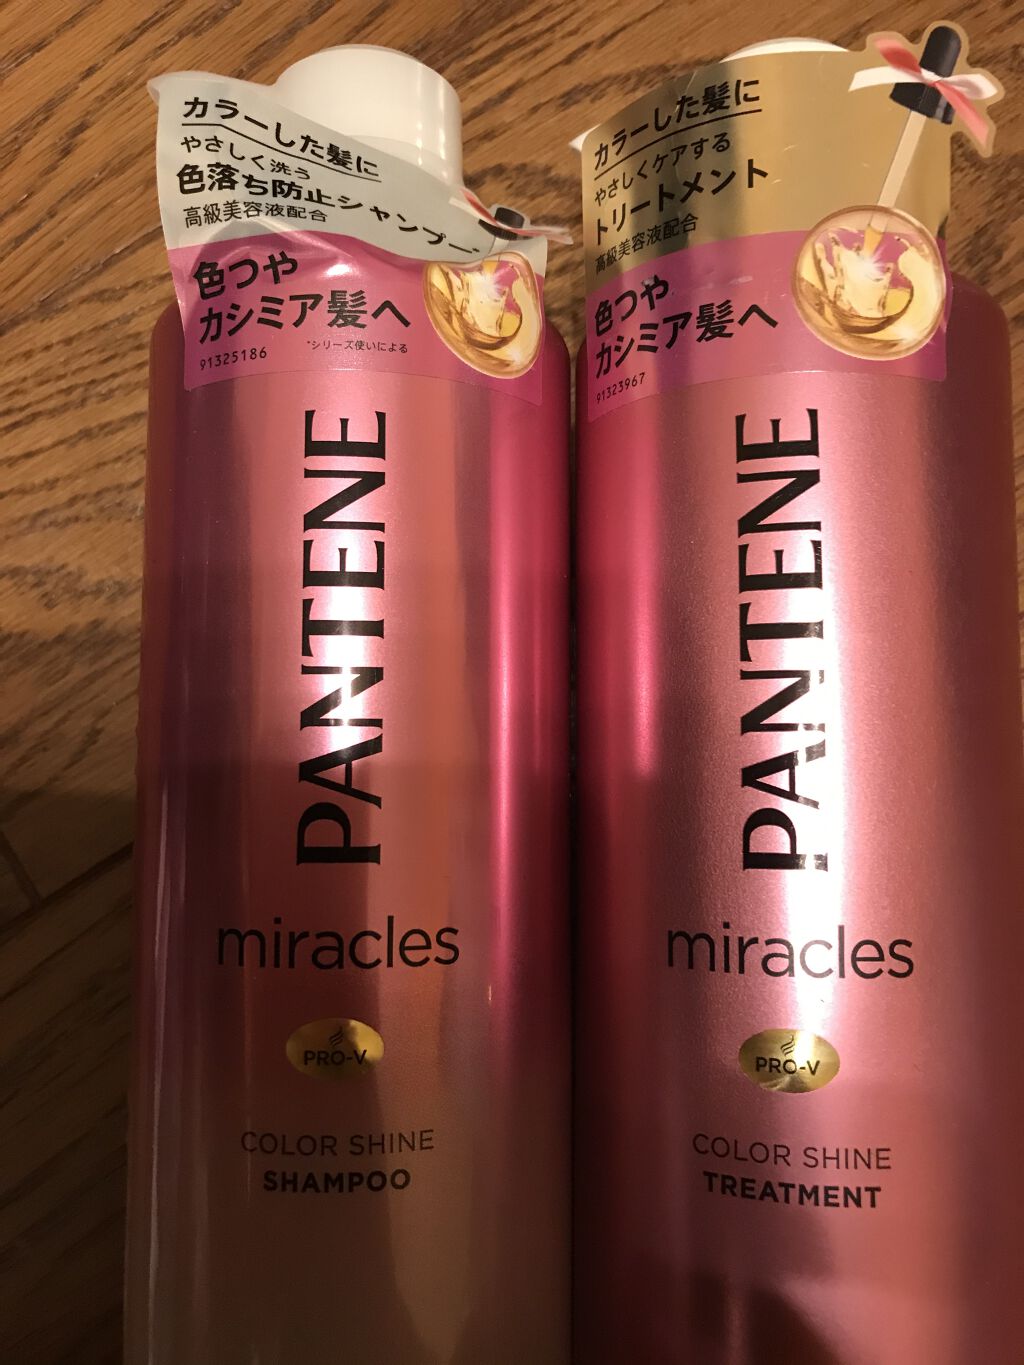 カラーした髪に
やさしく洗う
色落ち防止シャンプー*
高級美容液配合
色つや
カシミア髪へ
*シリーズ使いによる
91325186
PANTENE
miracles
PRO-V
COLOR SHINE
SHAMPOO
カラーした髪に
やさしくケアする
トリートメント
高級美容液配合
色つや
カシミア髪へ
91323967
PANTENE
miracles
PRO-V
COLOR SHINE
TREATMENT